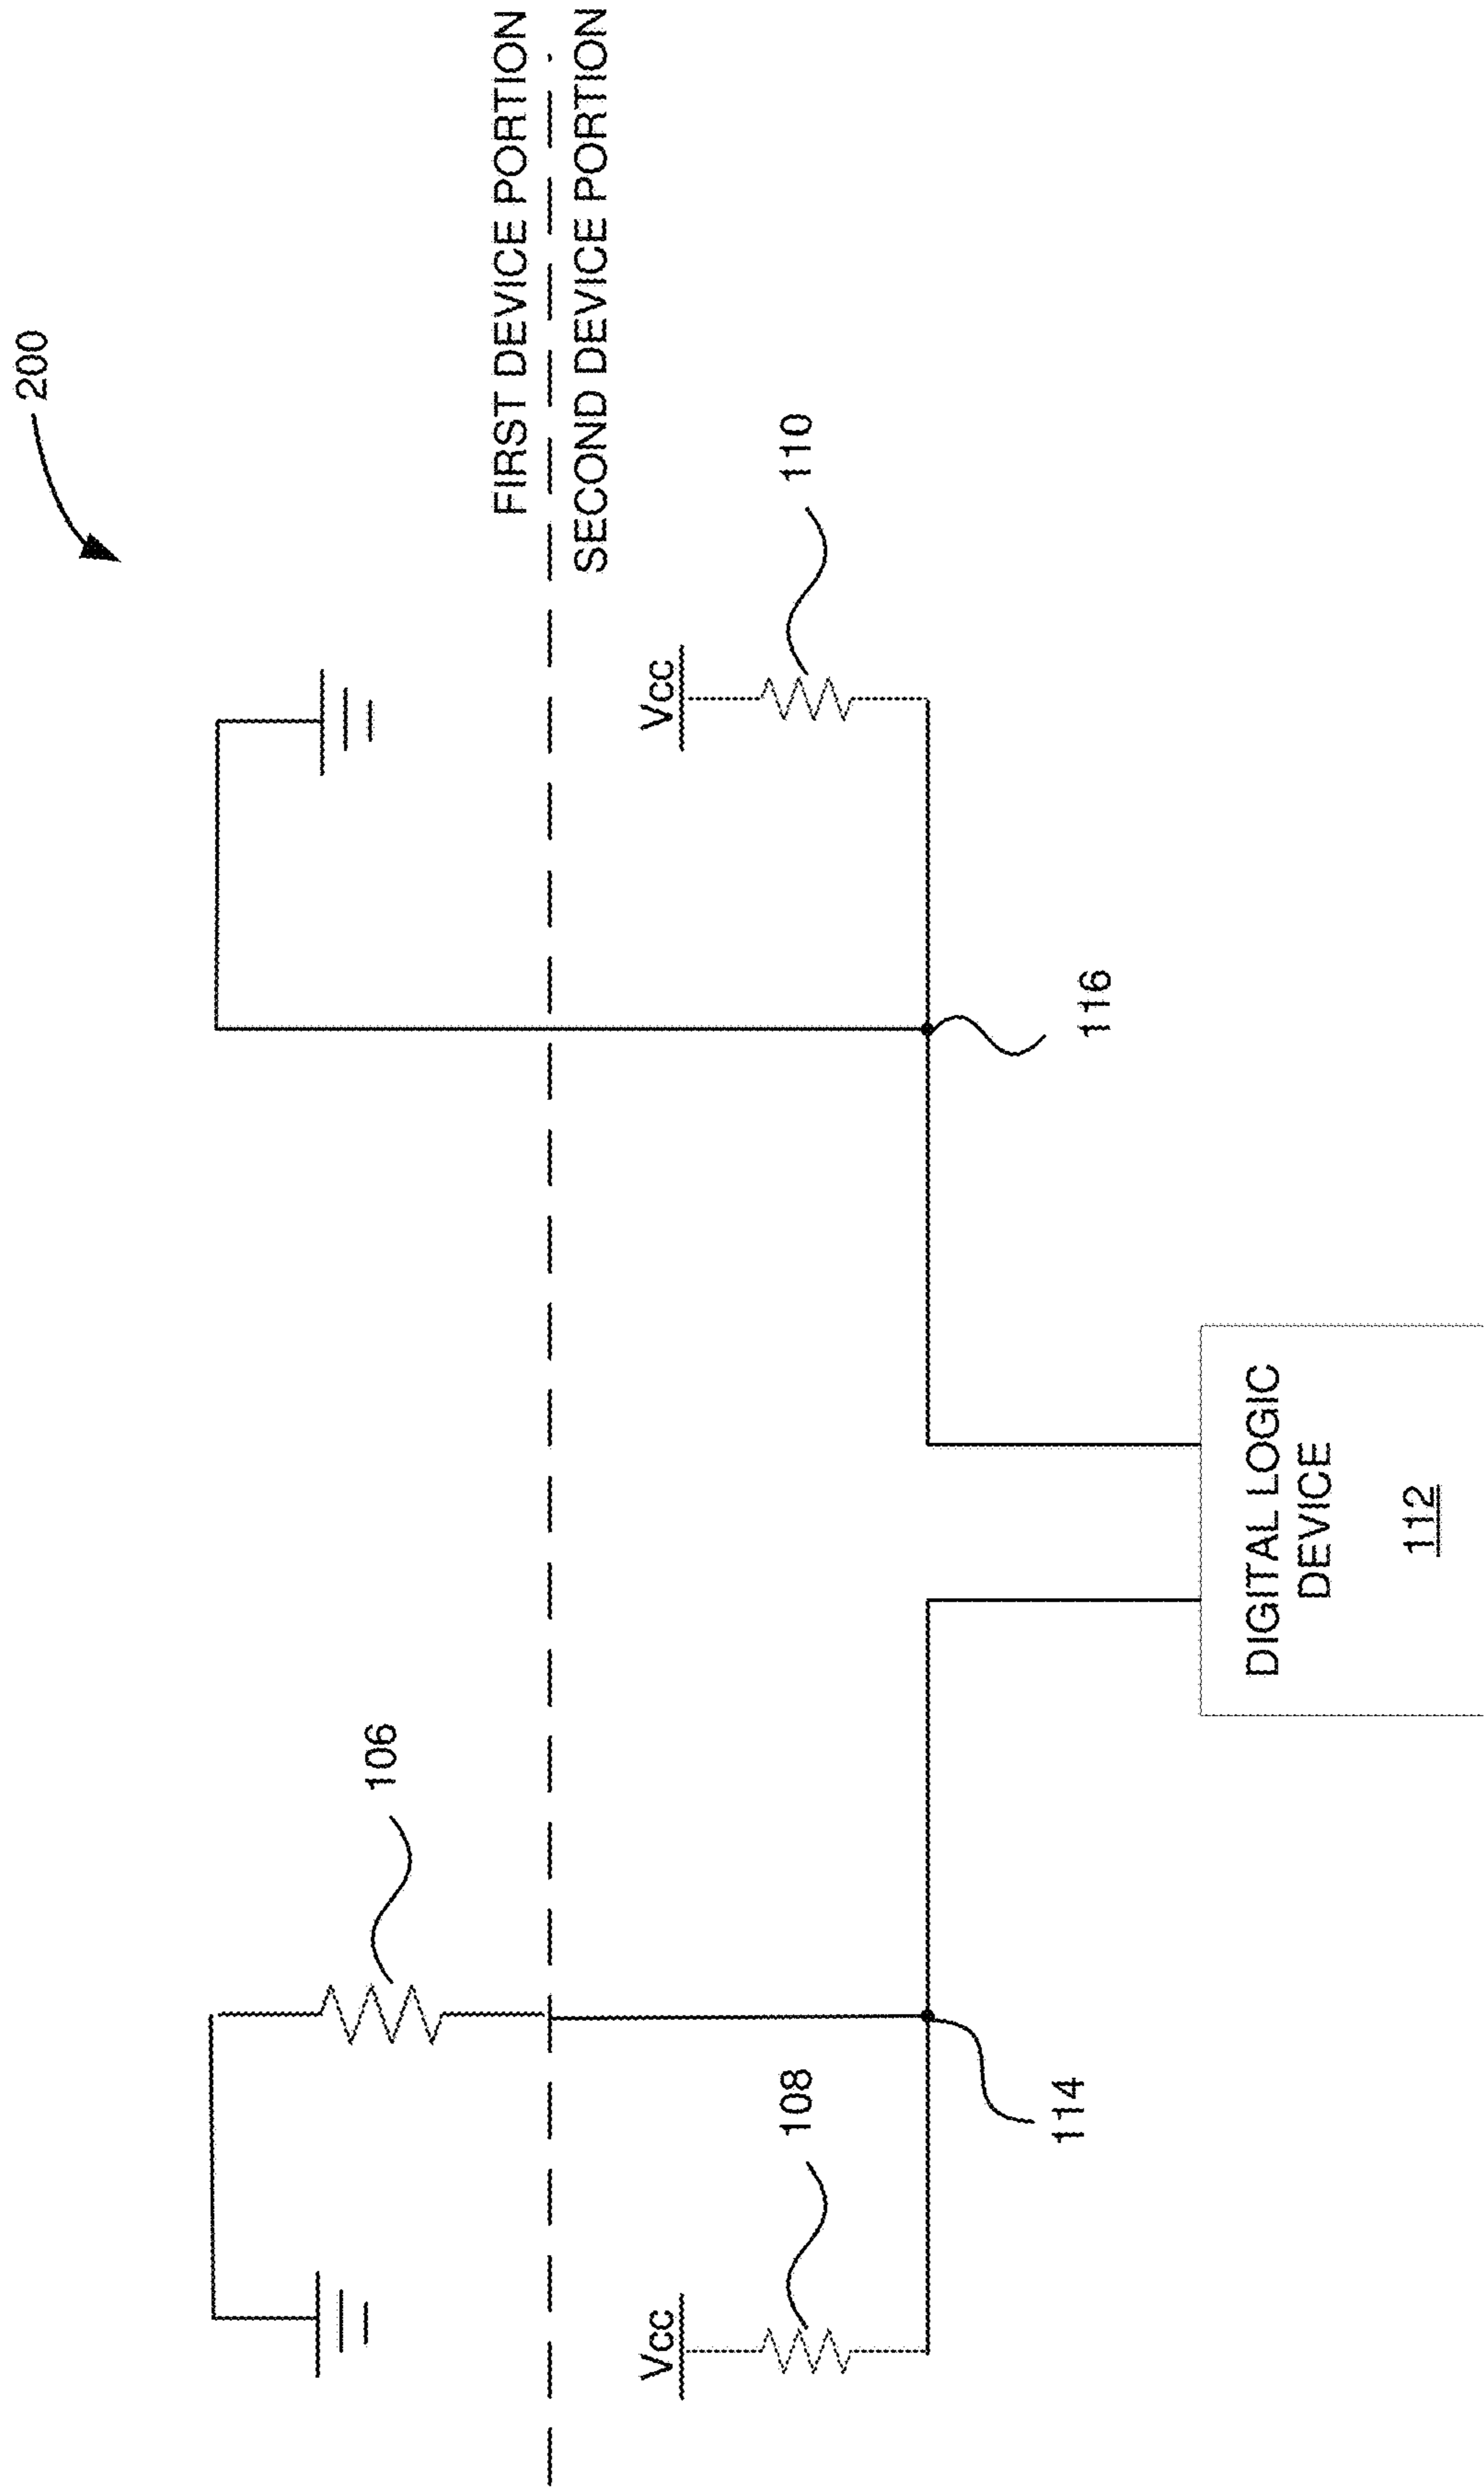 200
FIRST DEVICE PORTION
SECOND DEVICE PORTION
106
Vcc
108
Vcc
110
114
116
DIGITAL LOGIC
DEVICE
112